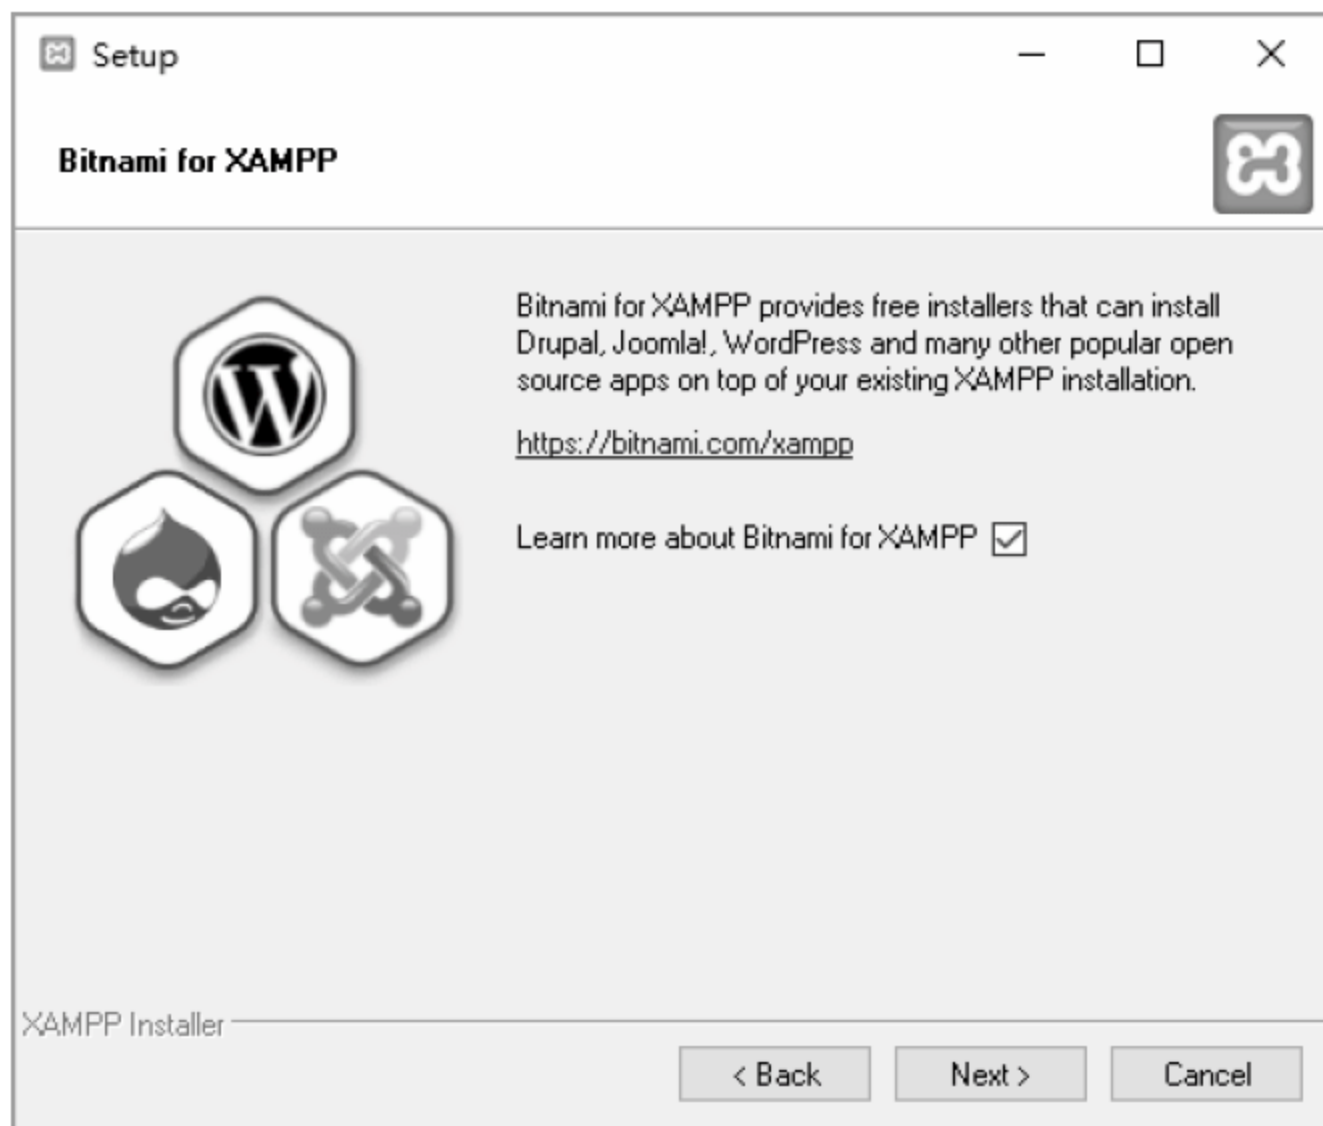 Setup
Bitnami for XAMPP
Bitnami for XAMPP provides free installers that can install
Drupal, Joomla!, WordPress and many other popular open
source apps on top of your existing XAMPP installation.
https://bitnami.com/xampp
Learn more about Bitnami for XAMPP
XAMPP Installer
< Back
Next >
Cancel